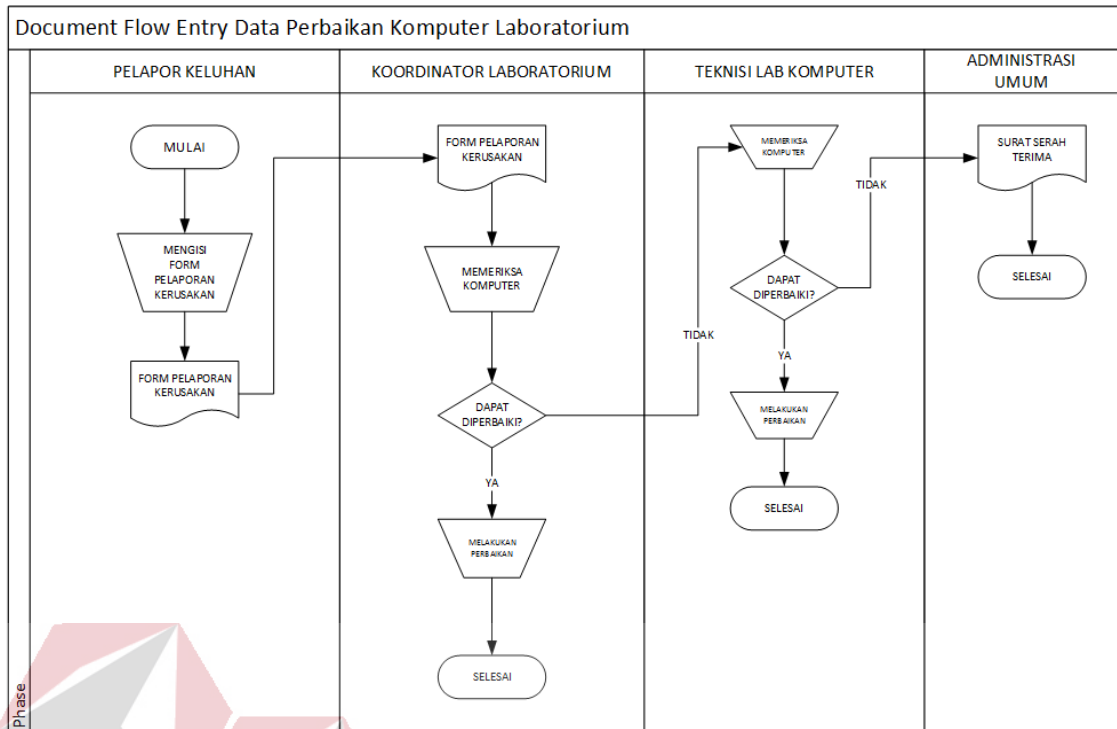 Document Flow Entry Data Perbaikan Komputer Laboratorium
PELAPOR KELUHAN
KOORDINATOR LABORATORIUM
TEKNISI LAB KOMPUTER
ADMINISTRASI
UMUM
MULAI
MENGISI
FORM
PELAPORAN
KERUSAKAN
FORM PELAPORAN
KERUSAKAN
FORM PELAPORAN
KERUSAKAN
MEMERIKSA
KOMPUTER
DAPAT
DIPERBAIKI?
TIDAK
YA
MELAKUKAN
PERBAIKAN
SELESAI
MEMERIKSA
KOMPUTER
DAPAT
DIPERBAIKI?
TIDAK
YA
MELAKUKAN
PERBAIKAN
SELESAI
SURAT SERAH
TERIMA
SELESAI
Phase